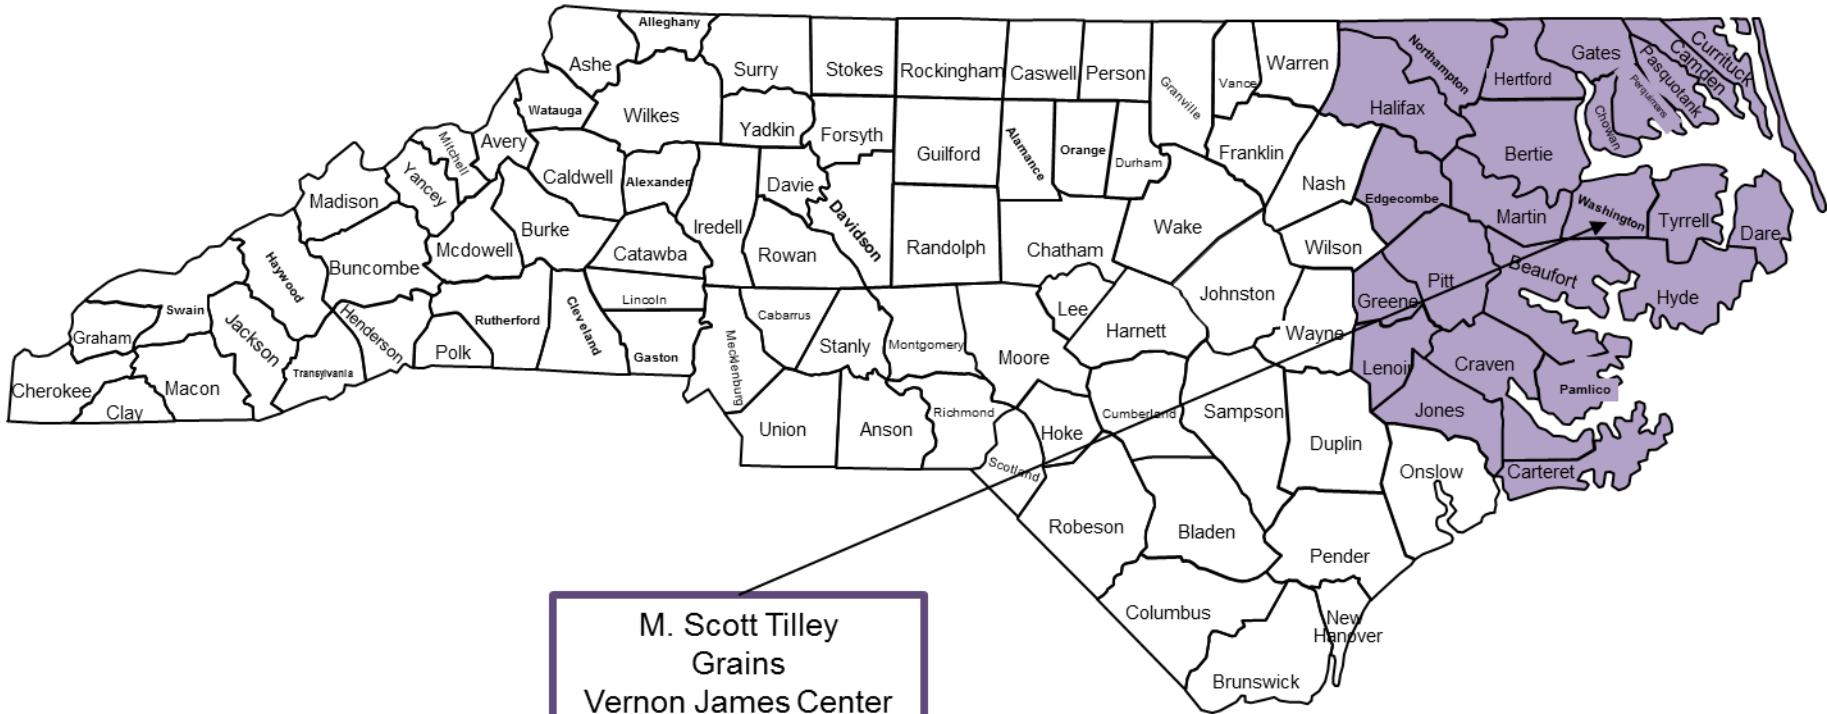 Alleghany
Ashe
Surry
Stokes
Rockingham
Caswell
Person
Granville
Vance
Warren
Northampton
Hertford
Gates
Pasquotank
Camden
Currituck
Perquimans
Chowan
Halifax
Watauga
Wilkes
Yadkin
Forsyth
Guilford
Alamance
Orange
Durham
Franklin
Nash
Edgecombe
Bertie
Mitchell
Avery
Yancey
Caldwell
Alexander
Davie
Davidson
Madison
Mcdowell
Burke
Iredell
Catawba
Rowan
Randolph
Chatham
Wake
Wilson
Martin
Washington
Tyrrell
Dare
Haywood
Buncombe
Lincoln
Cabarrus
Lee
Johnston
Greene
Pitt
Beaufort
Hyde
Swain
Graham
Jackson
Henderson
Rutherford
Cleveland
Polk
Gaston
Mecklenburg
Stanly
Montgomery
Moore
Harnett
Wayne
Lenoir
Craven
Pamlico
Cherokee
Clay
Macon
Transylvania
Union
Anson
Richmond
Scotland
Hoke
Cumberland
Sampson
Duplin
Jones
Onslow
Carteret
Robeson
Bladen
Pender
Columbus
New
Hanover
Brunswick
M. Scott Tilley
Grains
Vernon James Center